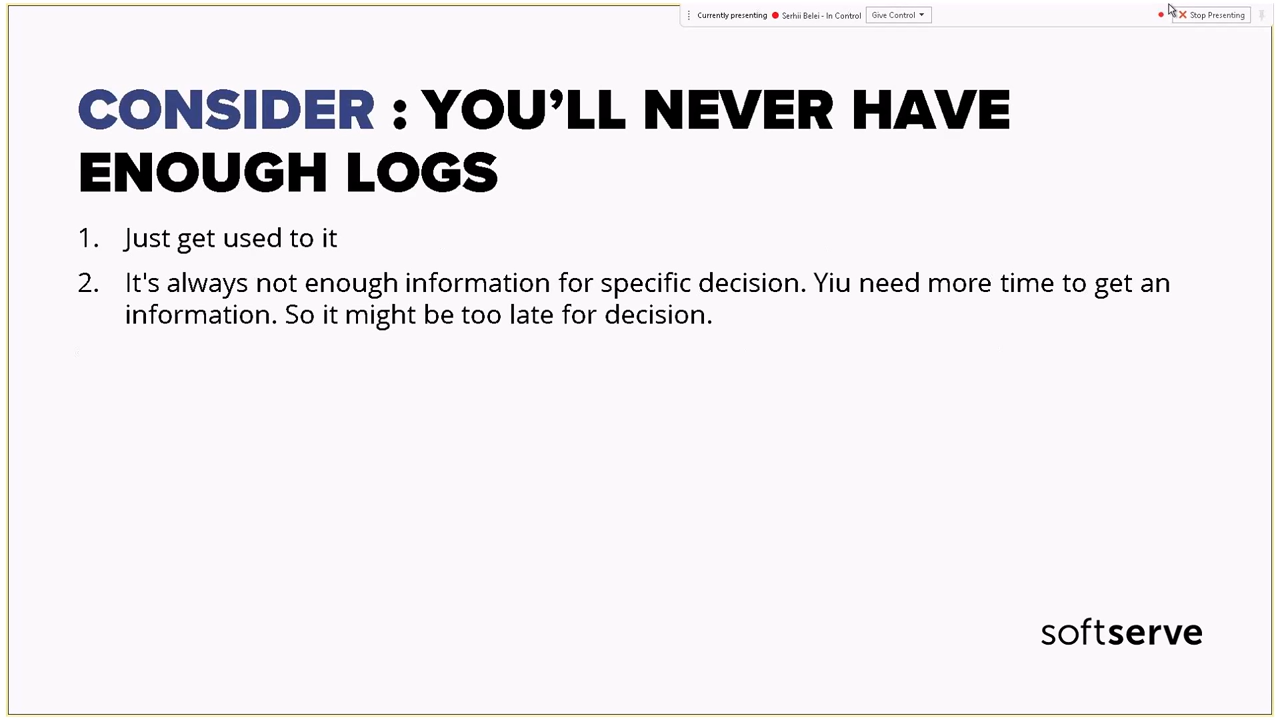 Currently presenting Serhii Belei - In Control Give Control Stop Presenting
CONSIDER : YOU’LL NEVER HAVE
ENOUGH LOGS
1. Just get used to it
2. It's always not enough information for specific decision. Yiu need more time to get an
information. So it might be too late for decision.
softserve